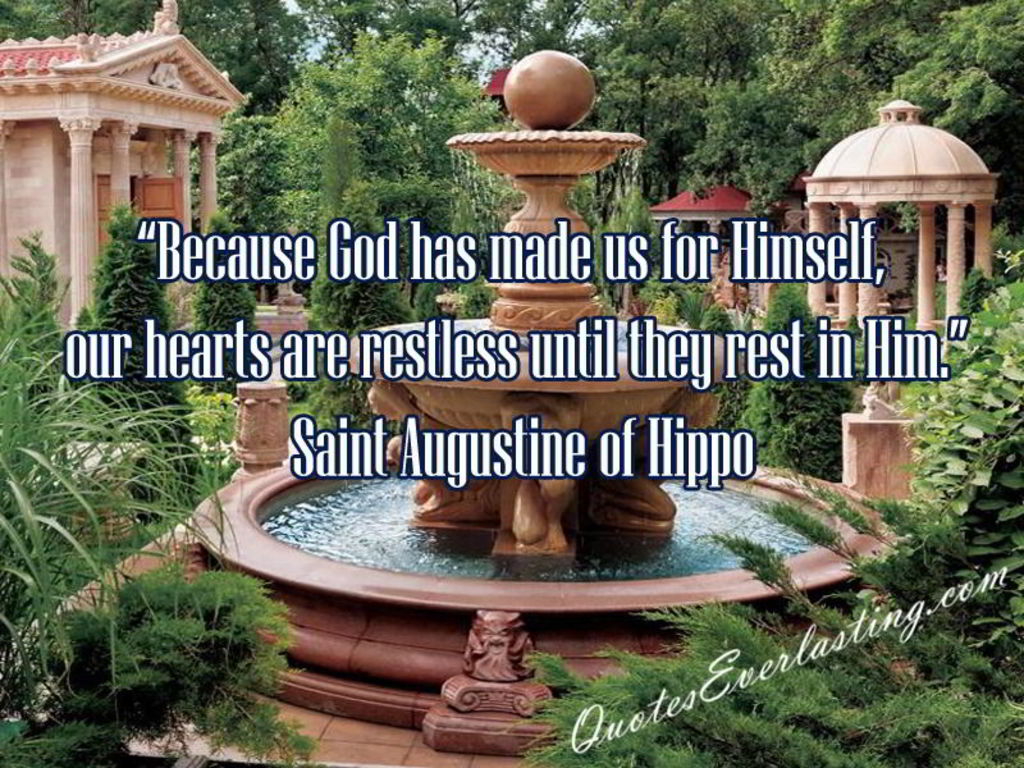 “Because God has made us for Himself,
our hearts are restless until they rest in Him.”
Saint Augustine of Hippo
QuotesEverlasting.com